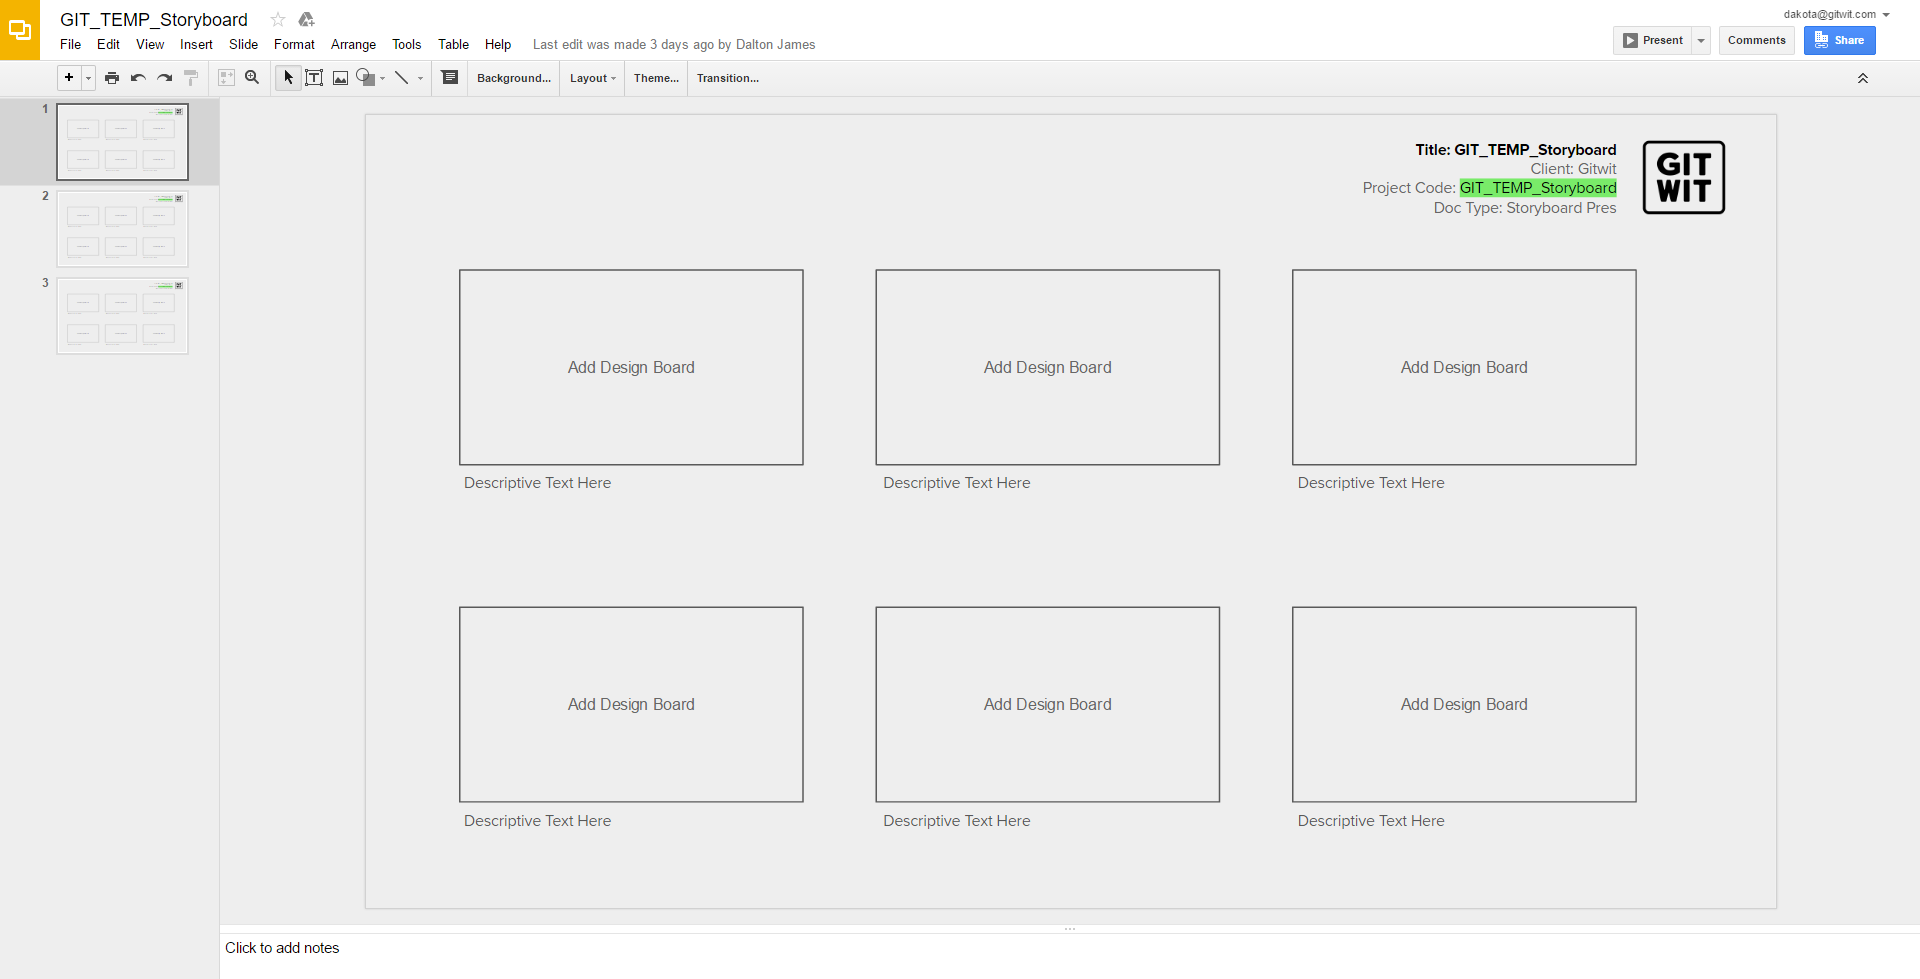 GIT_TEMP_Storyboard
dakota@gitwit.com
File Edit View Insert Slide Format Arrange Tools Table Help Last edit was made 3 days ago by Dalton James
Present Comments Share
Background... Layout Theme... Transition...
1
2
3
Title: GIT_TEMP_Storyboard
Client: Gitwit
Project Code: GIT_TEMP_Storyboard
Doc Type: Storyboard Pres
GIT
WIT
Add Design Board Add Design Board Add Design Board
Descriptive Text Here Descriptive Text Here Descriptive Text Here
Add Design Board Add Design Board Add Design Board
Descriptive Text Here Descriptive Text Here Descriptive Text Here
Click to add notes